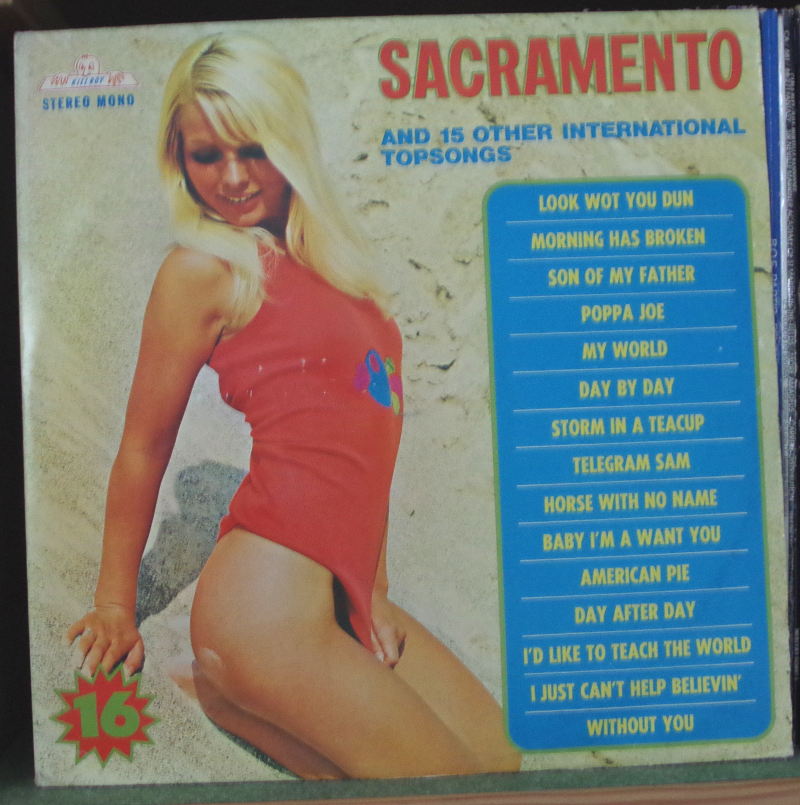 KILLROY
STEREO MONO
SACRAMENTO
AND 15 OTHER INTERNATIONAL
TOPSONGS
LOOK WOT YOU DUN
MORNING HAS BROKEN
SON OF MY FATHER
POPPA JOE
MY WORLD
DAY BY DAY
STORM IN A TEACUP
TELEGRAM SAM
HORSE WITH NO NAME
BABY I'M A WANT YOU
AMERICAN PIE
DAY AFTER DAY
I'D LIKE TO TEACH THE WORLD
I JUST CAN'T HELP BELIEVIN'
WITHOUT YOU
16